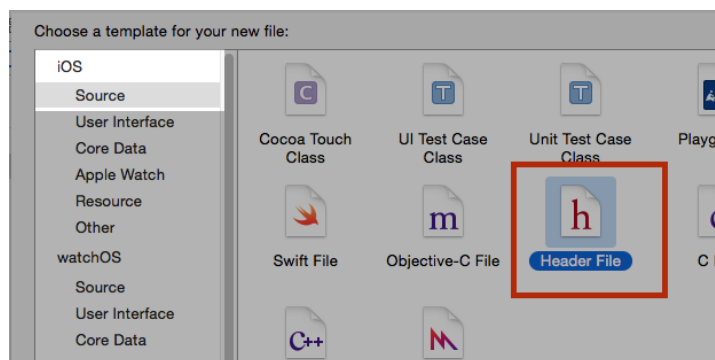 Choose a template for your new file:
iOS
Source
User Interface
Core Data
Apple Watch
Resource
Other
watchOS
Source
User Interface
Core Data
C
T
T
Cocoa Touch
Class
UI Test Case
Class
Unit Test Case
Class
m
h
Swift File
Objective-C File
Header File
C++